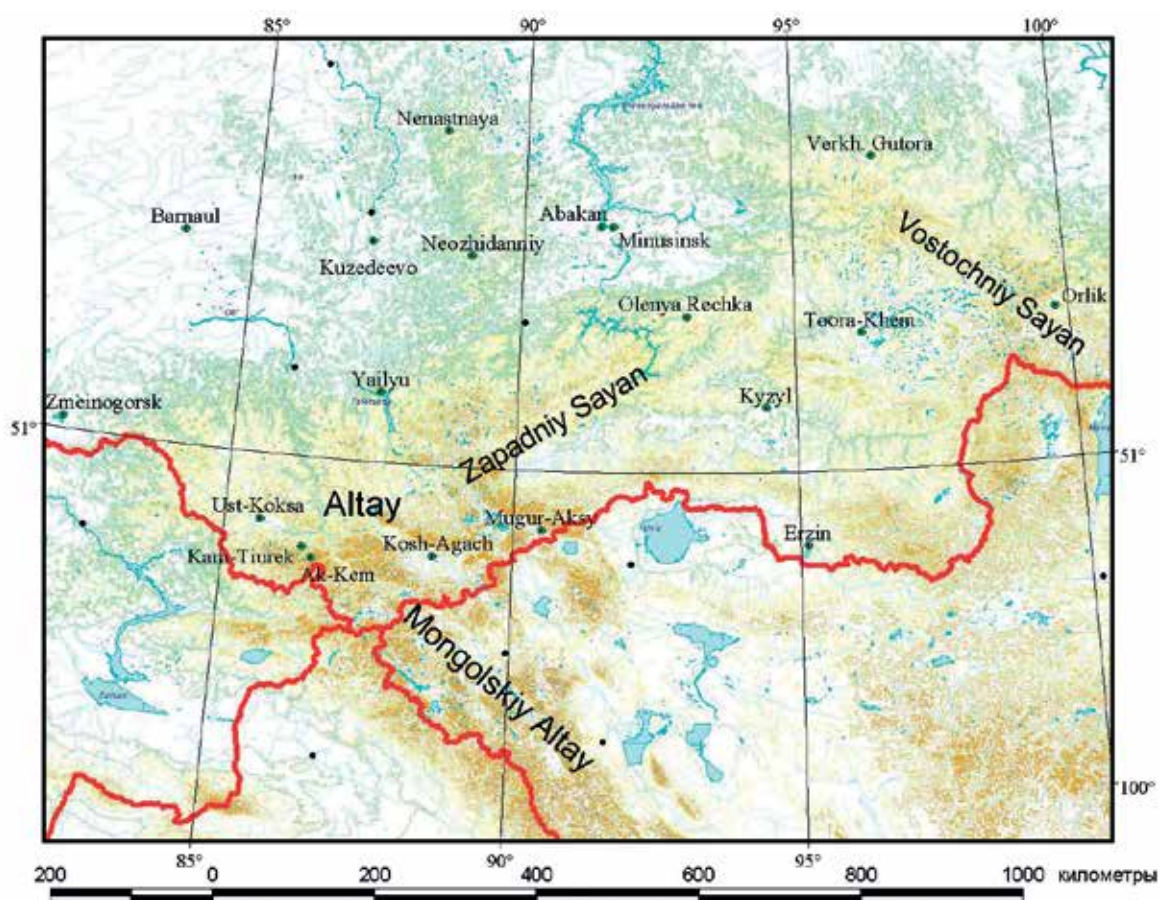 85°
90°
95°
100°
Nenastnaya
Verkh. Gutora
Barnaul
Abakan
Minusinsk
Neozhidanniy
Kuzedeevo
Vostochniy Sayan
Orlik
Olenya Rechka
Toora-Khem
Yailyu
Zapadniy Sayan
Kyzyl
Zmeinogorsk
51°
51°
Ust-Koksa
Altay
Mugur-Aksy
Kara-Tiurek
Kosh-Agach
Erzin
Ak-Kem
Mongolskiy Altay
100°
85°
90°
95°
200 0 200 400 600 800 1000 километры